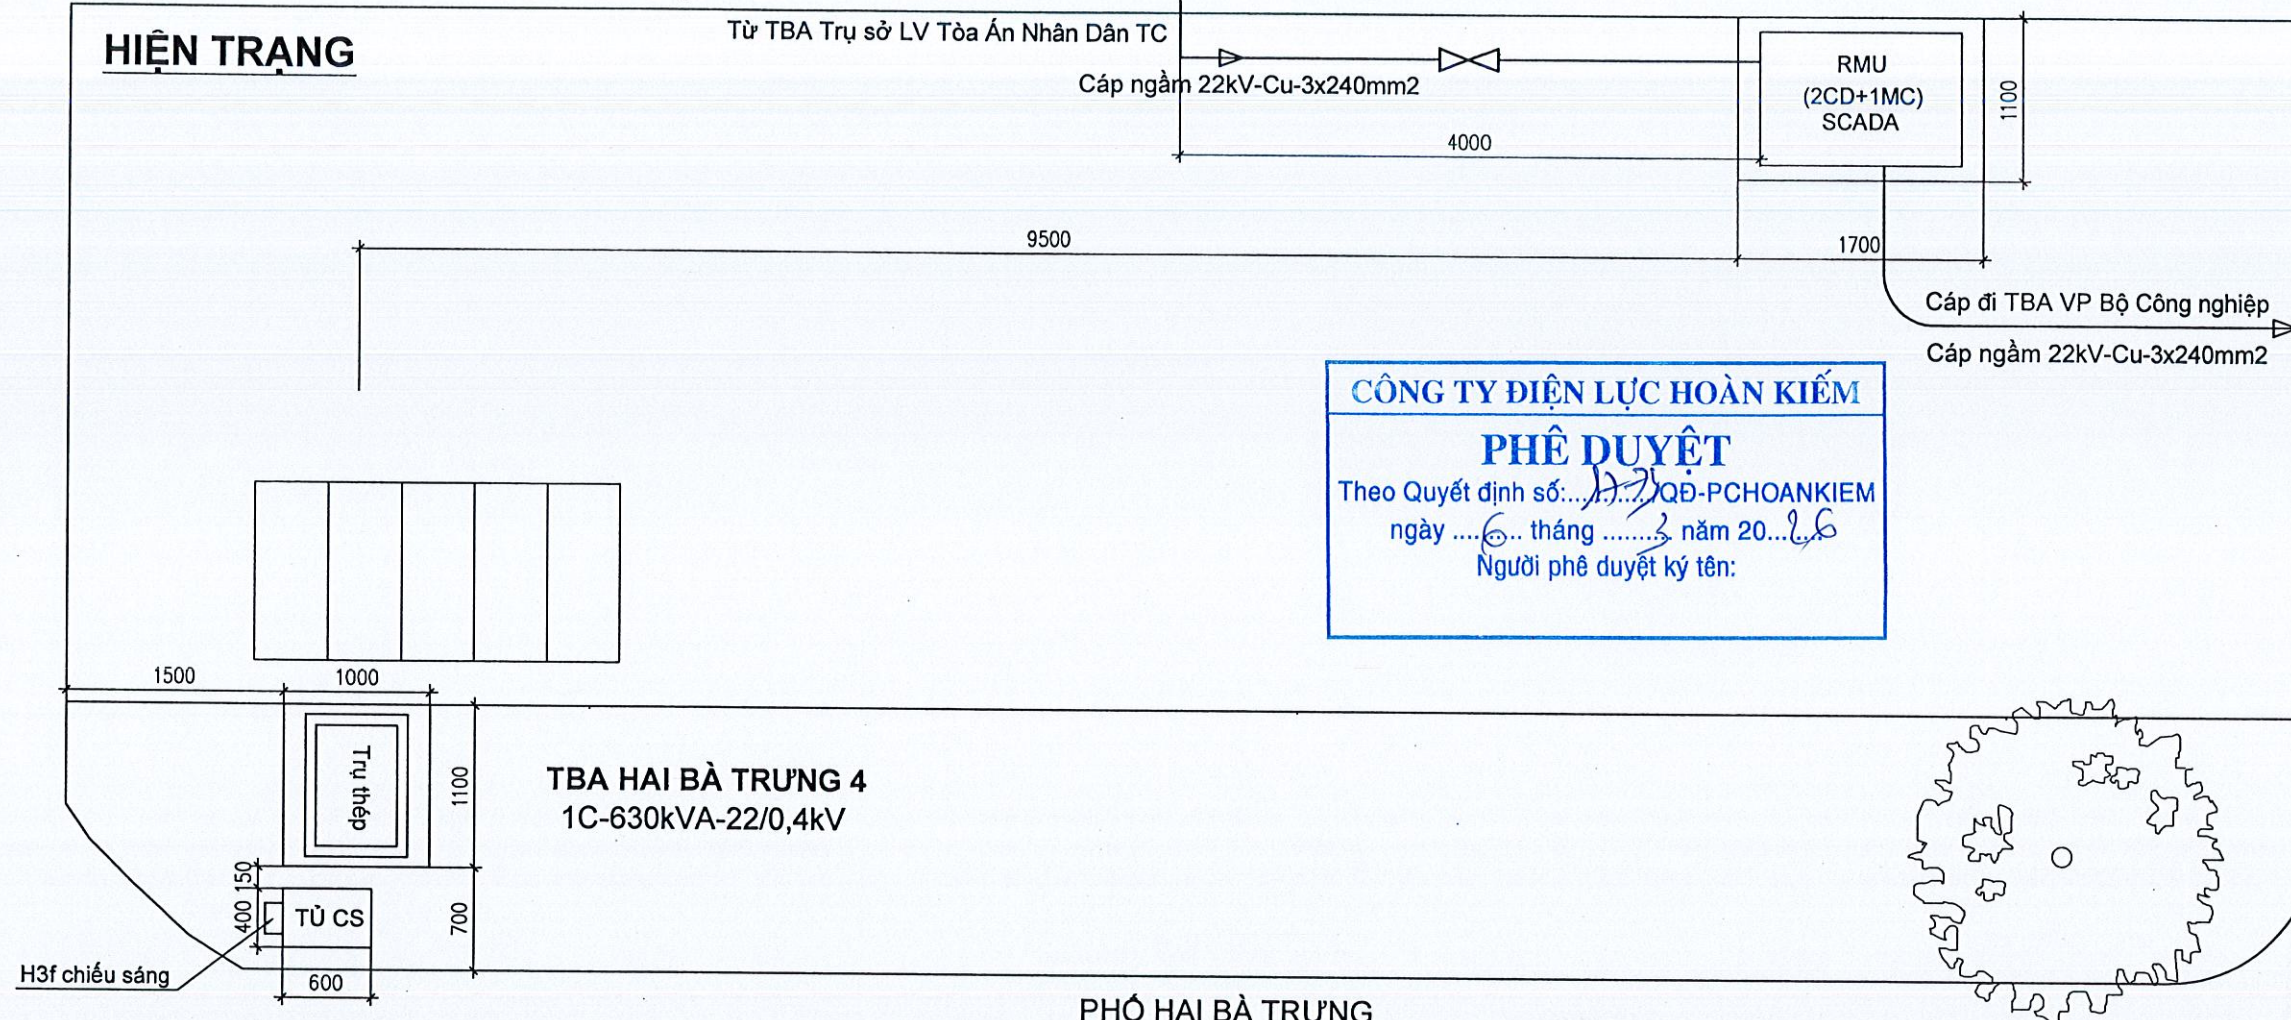 HIỆN TRẠNG
Từ TBA Trụ sở LV Tòa Án Nhân Dân TC
Cáp ngầm 22kV-Cu-3x240mm2
RMU
(2CD+1MC)
SCADA
1100
4000
9500
1700
Cáp đi TBA VP Bộ Công nghiệp
Cáp ngầm 22kV-Cu-3x240mm2
CÔNG TY ĐIỆN LỰC HOÀN KIẾM
PHÊ DUYỆT
Theo Quyết định số:.../QĐ-PCHOANKIEM
ngày ....6.... tháng ........3. năm 20...26
Người phê duyệt ký tên:
1500
1000
Trụ thép
1100
TBA HAI BÀ TRƯNG 4
1C-630kVA-22/0,4kV
150
400
TỦ CS
700
H3f chiếu sáng
600
PHỐ HAI BÀ TRƯNG